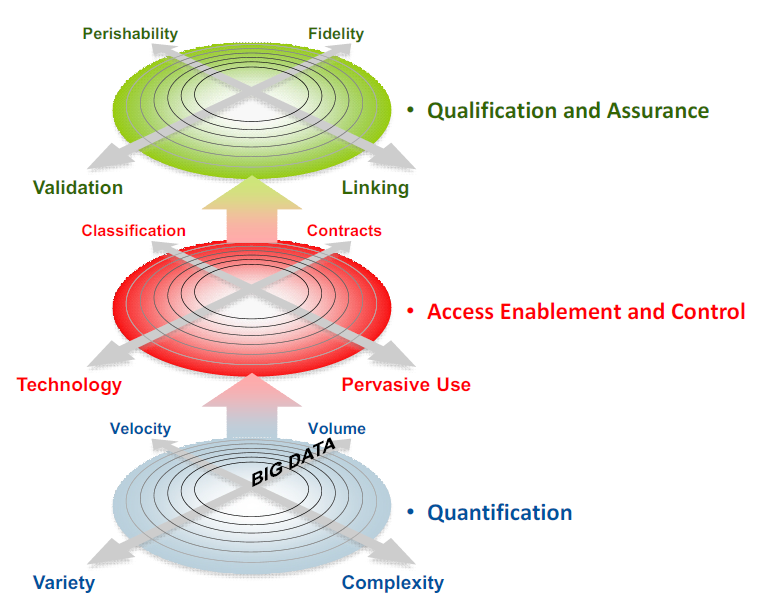 Perishability
Fidelity
• Qualification and Assurance
Validation
Linking
Classification
Contracts
• Access Enablement and Control
Technology
Pervasive Use
Velocity
Volume
BIG DATA
• Quantification
Variety
Complexity